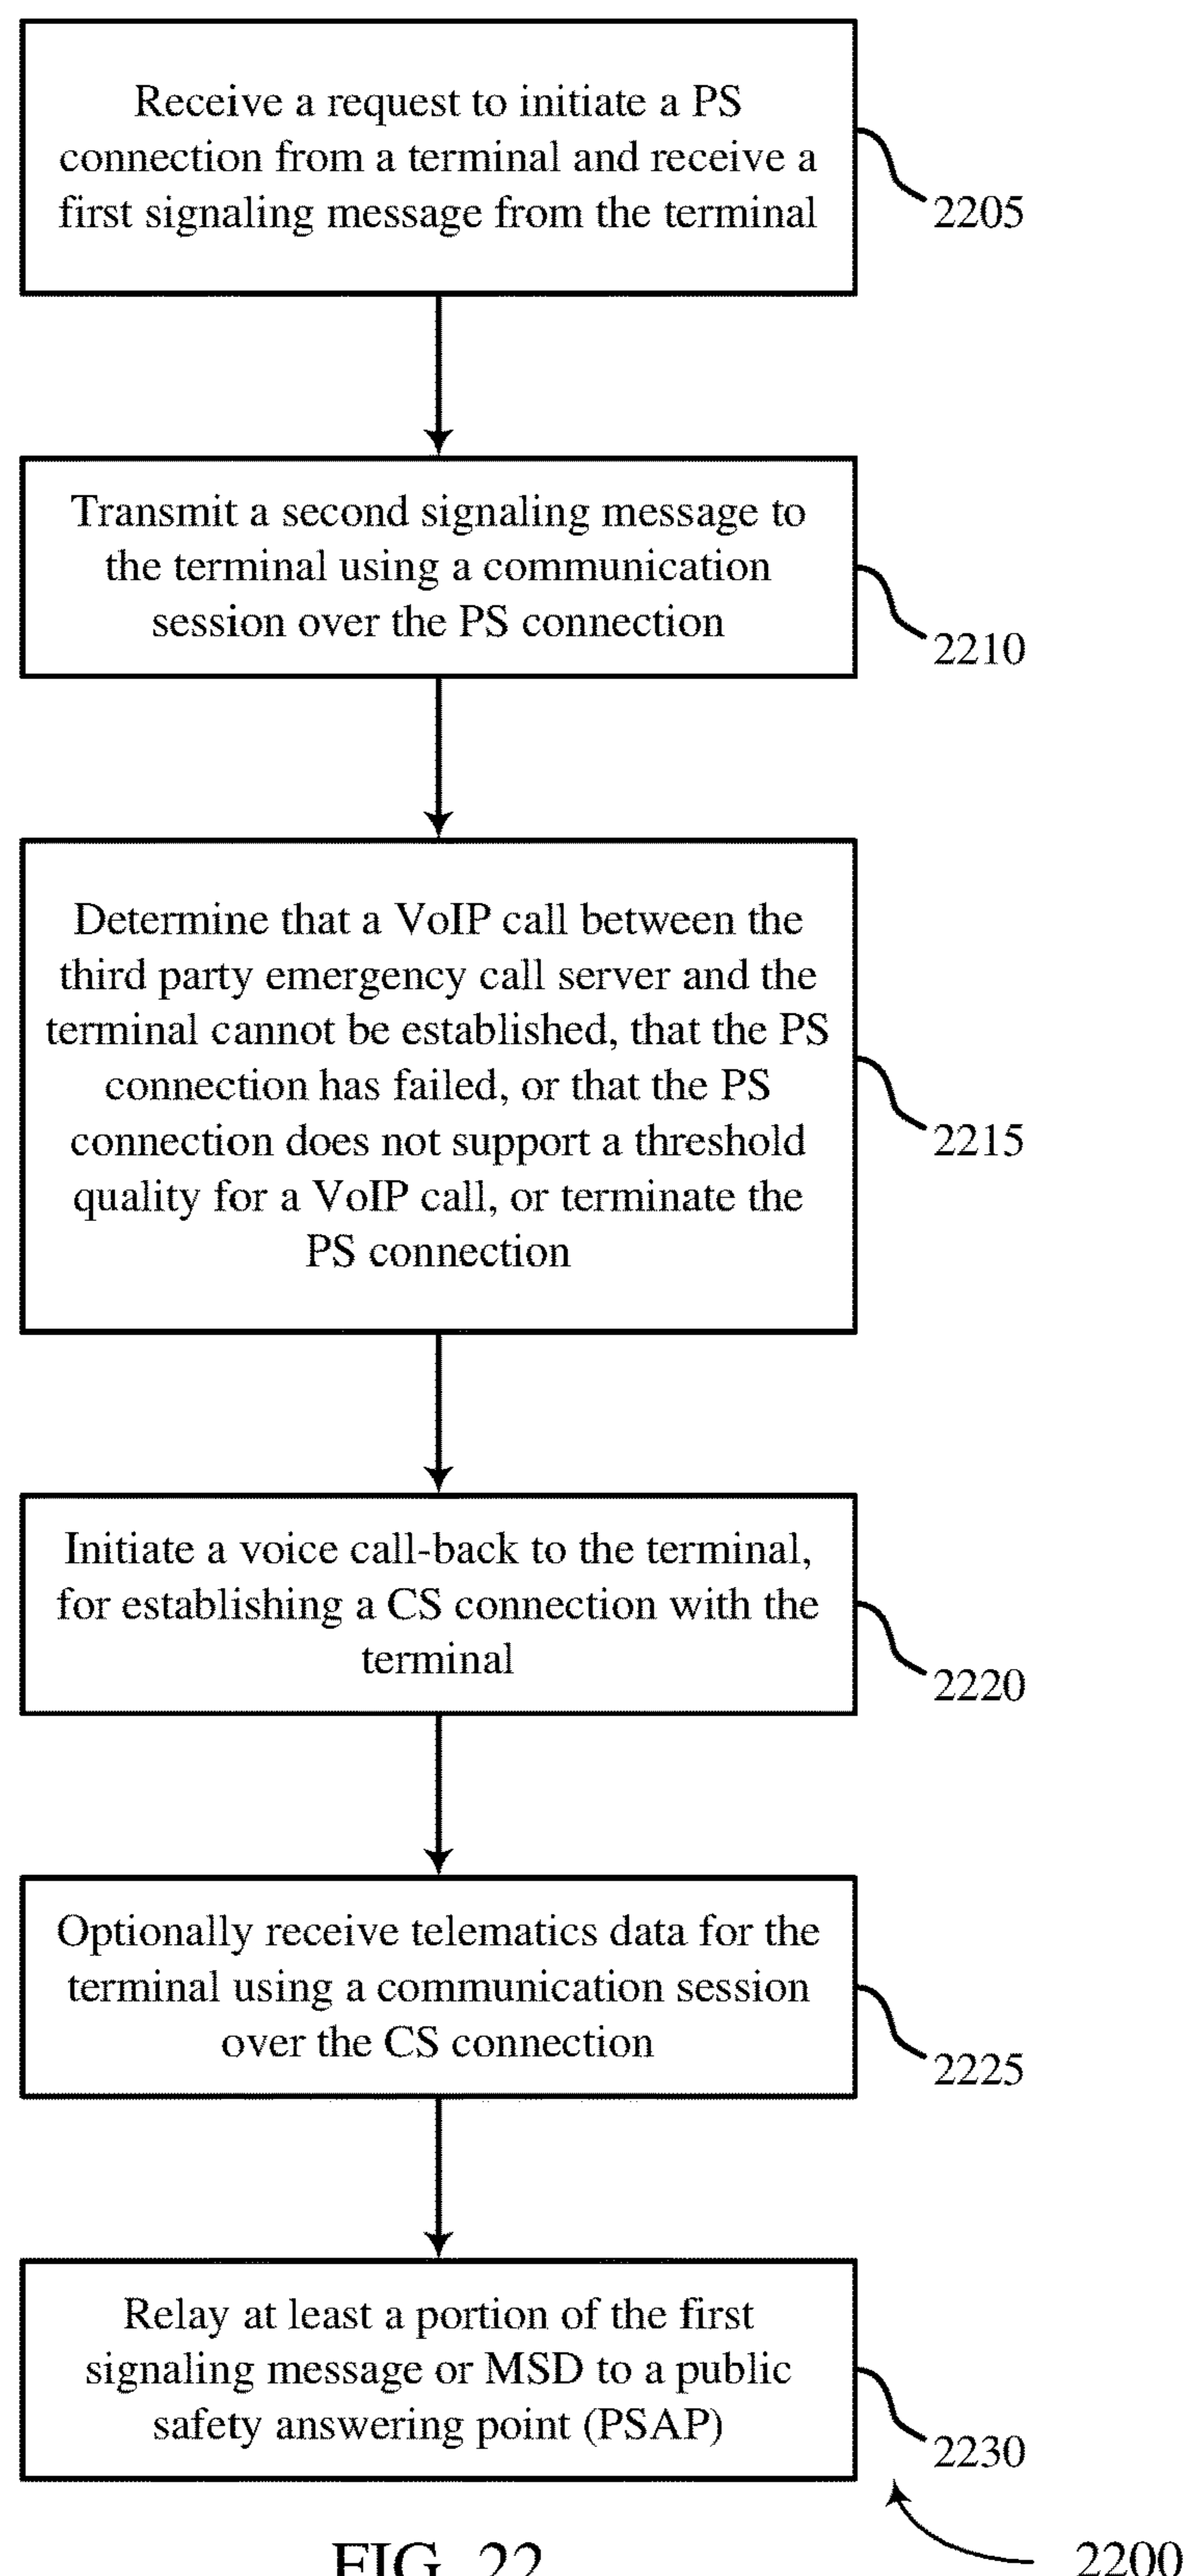 Receive a request to initiate a PS
connection from a terminal and receive a
first signaling message from the terminal
2205
Transmit a second signaling message to
the terminal using a communication
session over the PS connection
2210
Determine that a VoIP call between the
third party emergency call server and the
terminal cannot be established, that the PS
connection has failed, or that the PS
connection does not support a threshold
quality for a VoIP call, or terminate the
PS connection
2215
Initiate a voice call-back to the terminal,
for establishing a CS connection with the
terminal
2220
Optionally receive telematics data for the
terminal using a communication session
over the CS connection
2225
Relay at least a portion of the first
signaling message or MSD to a public
safety answering point (PSAP)
2230
FIG. 22
2200